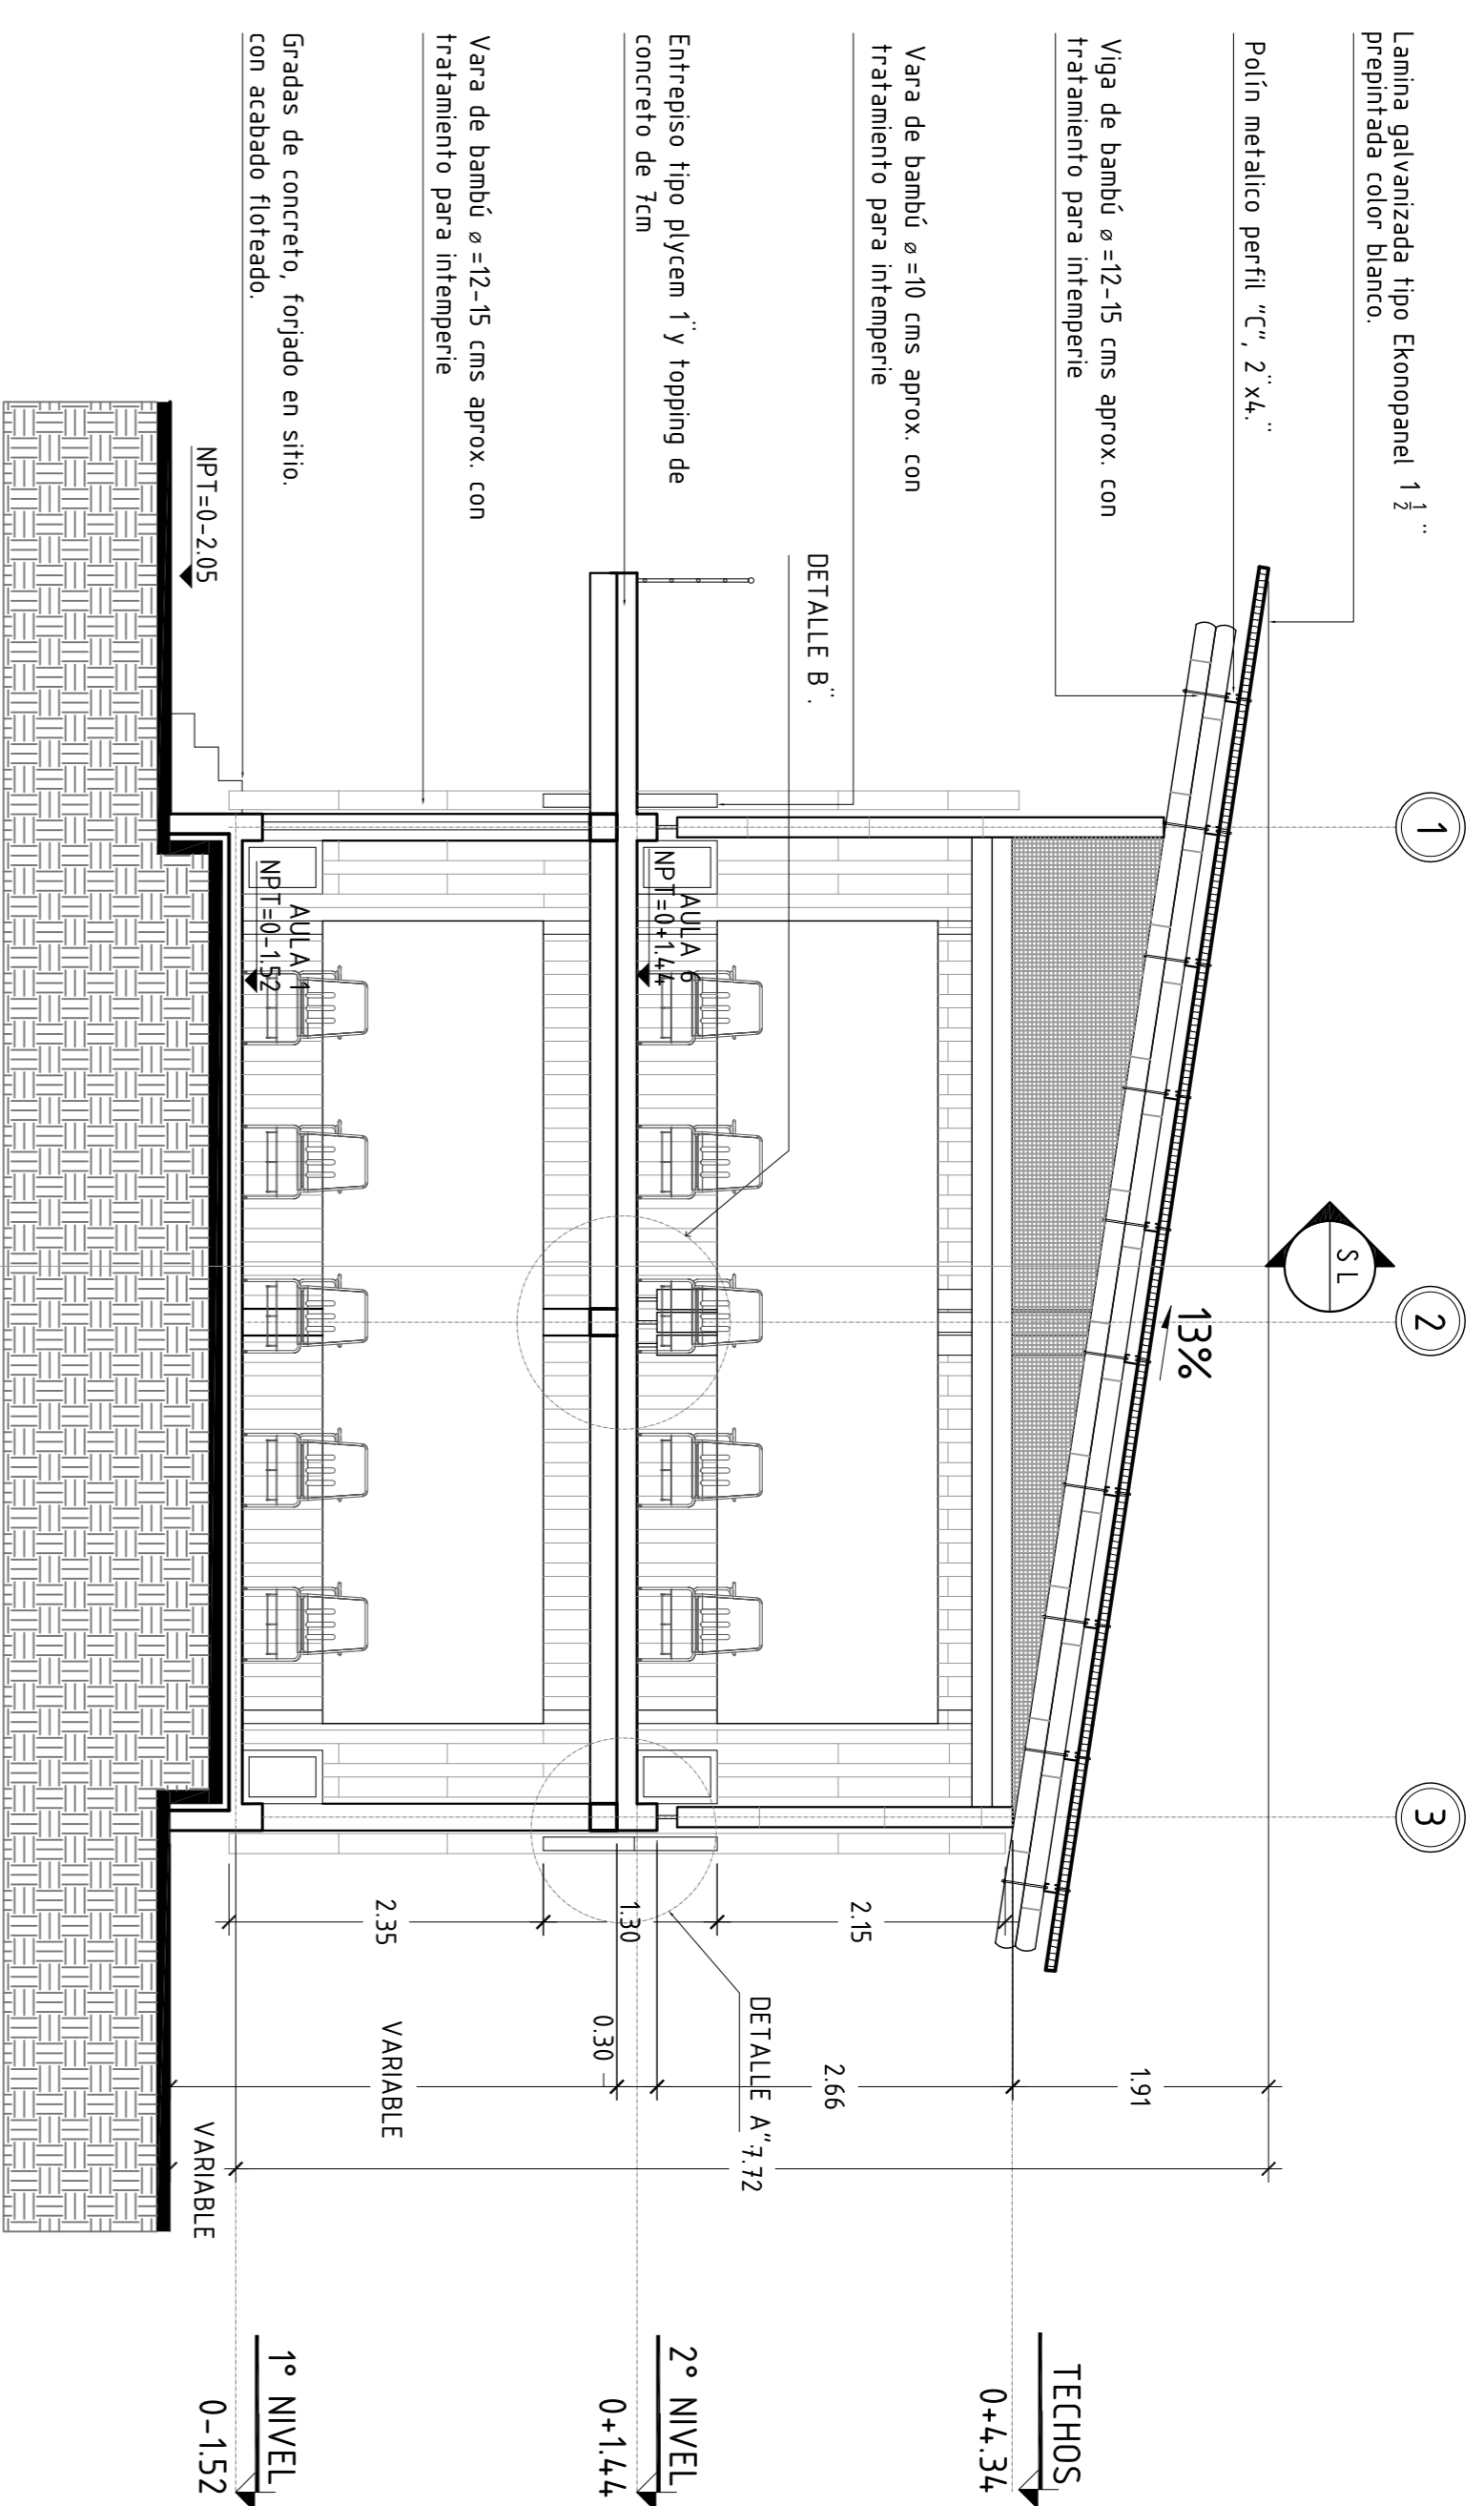 Lamina galvanizada tipo Ekonopanel 1 1/2 "
prepintada color blanco.
Polín metalico perfil "C", 2"x4."
Viga de bambú ø=12-15 cms aprox. con
tratamiento para intemperie
Vara de bambú ø=10 cms aprox. con
tratamiento para intemperie
DETALLE B".
Entrepiso tipo plycem 1" y topping de
concreto de 7cm
Vara de bambú ø=12-15 cms aprox. con
tratamiento para intemperie
Gradas de concreto, forjado en sitio.
con acabado floteado.
NPT=0-2.05
1
2
3
S L
13%
AULA 6
NPT=0+1.44
AULA 1
NPT=0-1.52
2.15
1.30
2.35
DETALLE A".
1.91
2.66
0.30
VARIABLE
7.72
VARIABLE
TECHOS
0+4.34
2° NIVEL
0+1.44
1° NIVEL
0-1.52